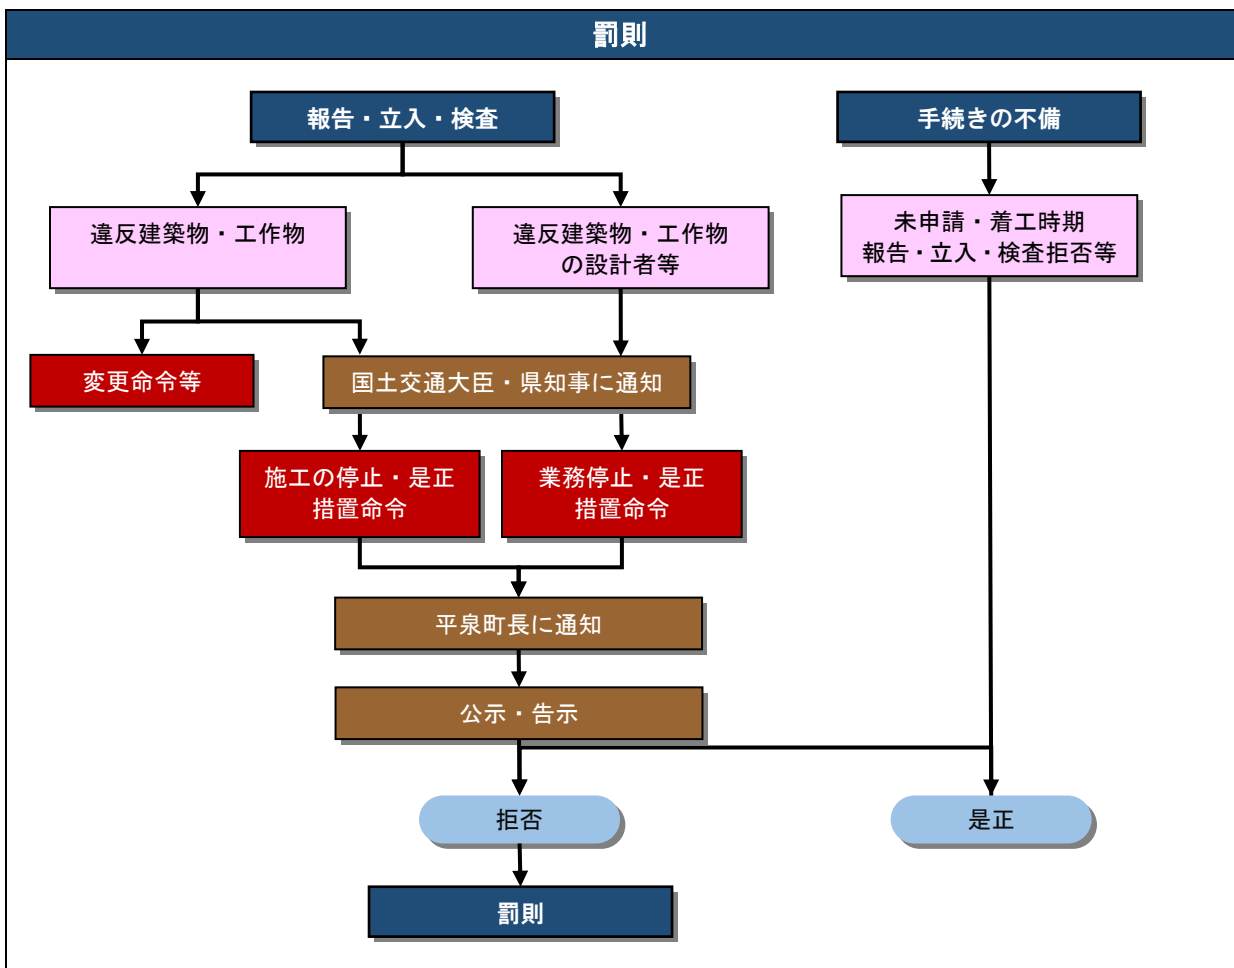 罰則
報告・立入・検査
手続きの不備
違反建築物・工作物
違反建築物・工作物
の設計者等
未申請・着工時期
報告・立入・検査拒否等
変更命令等
国土交通大臣・県知事に通知
施工の停止・是正
措置命令
業務停止・是正
措置命令
平泉町長に通知
公示・告示
拒否
是正
罰則